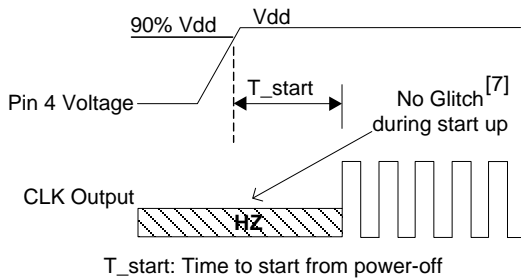 90% Vdd
Vdd
T_start
Pin 4 Voltage
No Glitch[7]
during start up
CLK Output
HZ
T_start: Time to start from power-off